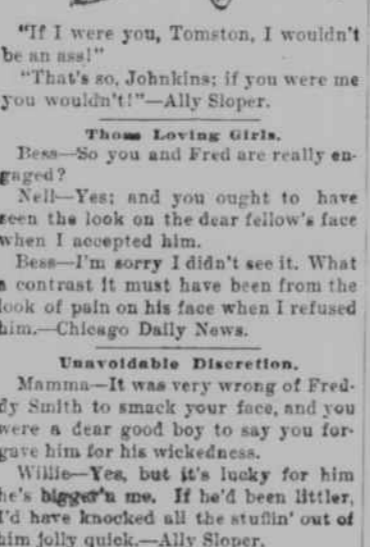 "If I were you, Tomston, I wouldn't
be an ass!"
"That's so, Johnkins; if you were me
you wouldn't!"—Ally Sloper.
Those Loving Girls.
Bess—So you and Fred are really en-
gaged?
Nell—Yes; and you ought to have
seen the look on the dear fellow's face
when I accepted him.
Bess—I'm sorry I didn't see it. What
a contrast it must have been from the
look of pain on his face when I refused
him.—Chicago Daily News.
Unavoidable Discretion.
Mamma—It was very wrong of Fred-
dy Smith to smack your face, and you
were a dear good boy to say you for-
gave him for his wickedness.
Willie—Yes, but it's lucky for him
he's bigger'n me. If he'd been littler,
I'd have knocked all the stuffin' out of
him jolly quick.—Ally Sloper.